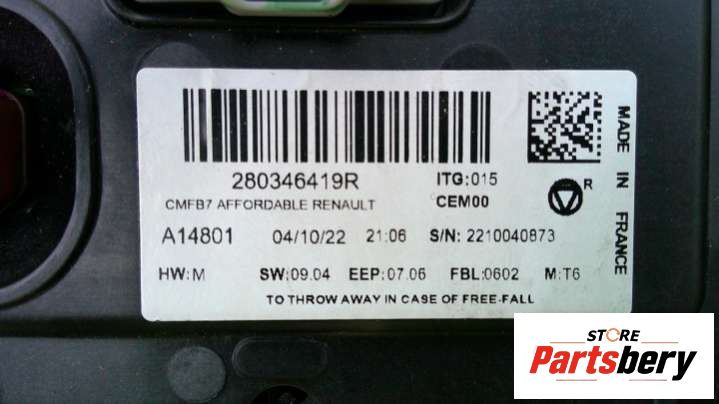 280346419R
ITG:015
CMFB7 AFFORDABLE RENAULT
CEM00
R
A14801 04/10/22 21:06 S/N: 2210040873
HW:M SW:09.04 EEP:07.06 FBL:0602 M:T6
TO THROW AWAY IN CASE OF FREE-FALL
MADE IN FRANCE
STORE
Partsbery